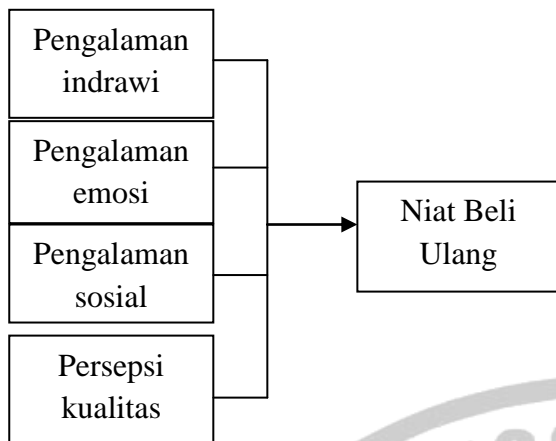 Pengalaman
indrawi
Pengalaman
emosi
Pengalaman
sosial
Persepsi
kualitas
Niat Beli
Ulang